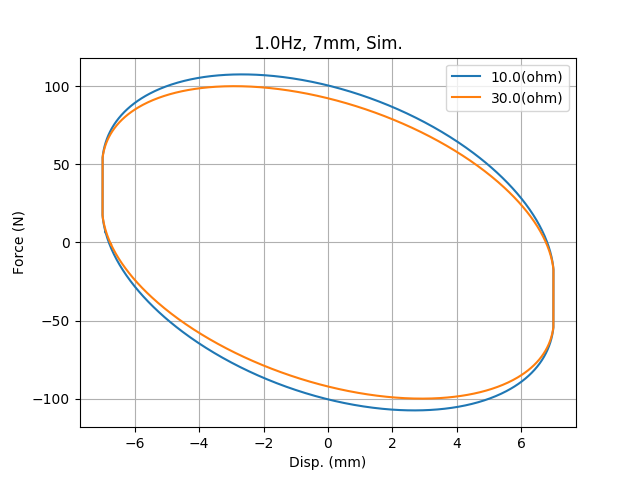 1.0Hz, 7mm, Sim.
10.0(ohm)
30.0(ohm)
100
50
0
−50
−100
Force (N)
−6 −4 −2 0 2 4 6
Disp. (mm)